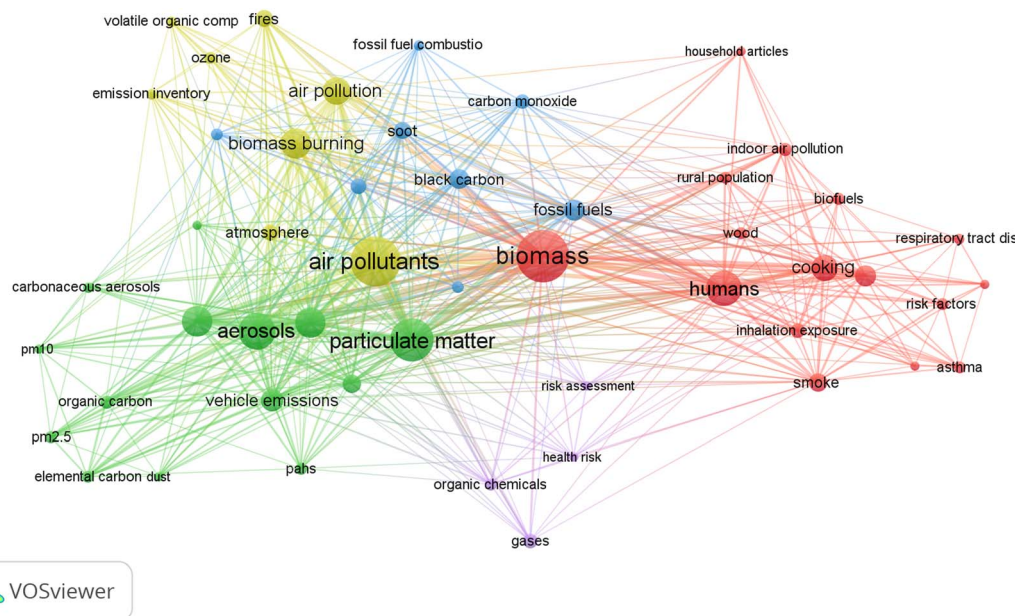 volatile organic comp
fires
fossil fuel combustio
household articles
ozone
emission inventory
air pollution
carbon monoxide
soot
biomass burning
indoor air pollution
black carbon
rural population
biofuels
fossil fuels
atmosphere
wood
respiratory tract dis
air pollutants
biomass
cooking
humans
carbonaceous aerosols
risk factors
aerosols
particulate matter
inhalation exposure
pm10
asthma
risk assessment
smoke
organic carbon
vehicle emissions
pm2.5
health risk
elemental carbon
dust
pahs
organic chemicals
gases
VOSviewer